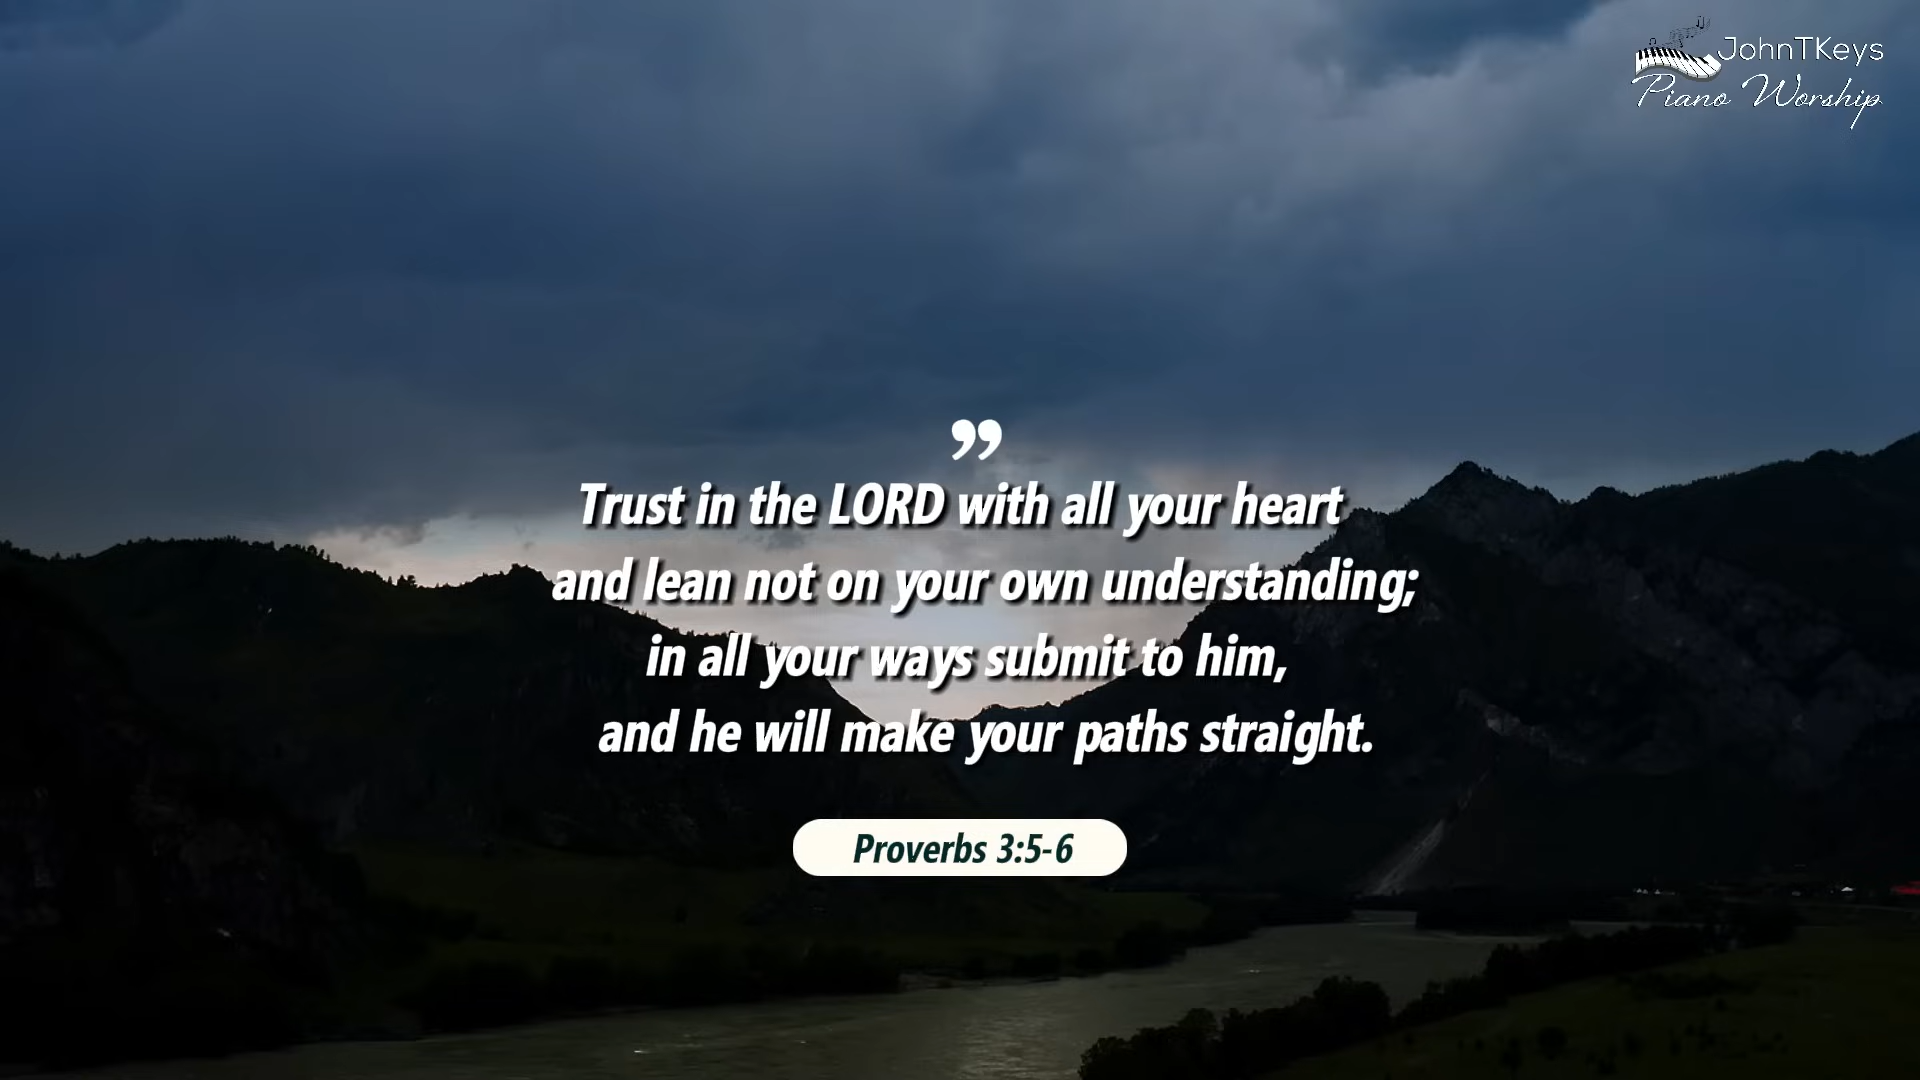 JohnTKeys
Piano Worship
”
Trust in the LORD with all your heart
and lean not on your own understanding;
in all your ways submit to him,
and he will make your paths straight.
Proverbs 3:5-6